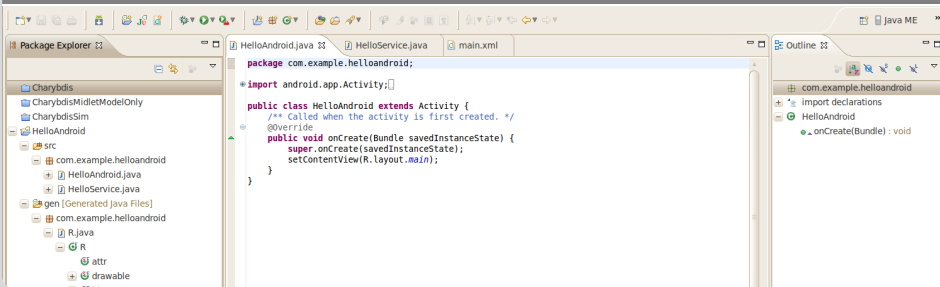 Java ME
Package Explorer
HelloAndroid.java
HelloService.java
main.xml
Outline
Charybdis
CharybdisMidletModelOnly
CharybdisSim
HelloAndroid
src
com.example.helloandroid
HelloAndroid.java
HelloService.java
gen [Generated Java Files]
com.example.helloandroid
R.java
R
attr
drawable
package com.example.helloandroid;
import android.app.Activity;
public class HelloAndroid extends Activity {
/** Called when the activity is first created. */
@Override
public void onCreate(Bundle savedInstanceState) {
super.onCreate(savedInstanceState);
setContentView(R.layout.main);
}
}
com.example.helloandroid
import declarations
HelloAndroid
onCreate(Bundle) : void